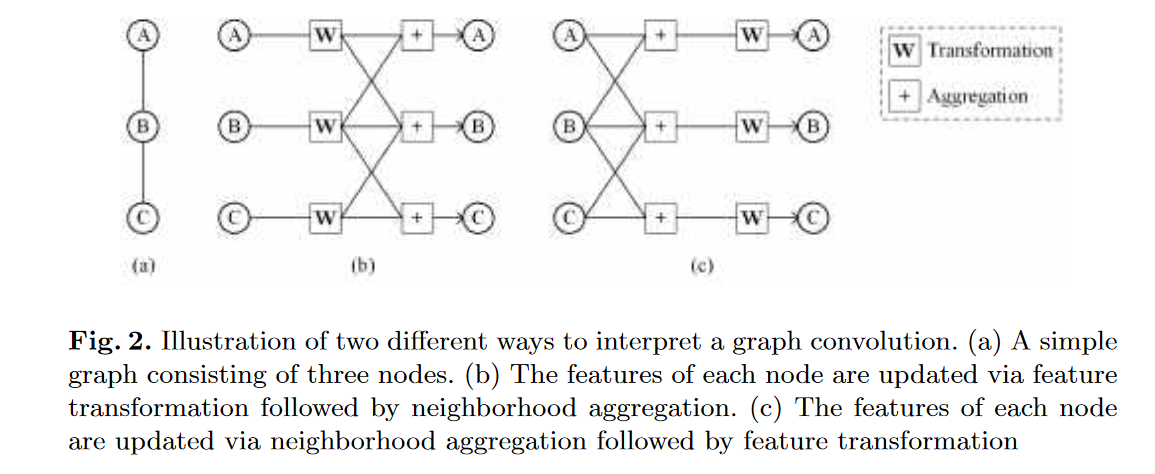 A A W + A A + W A W Transformation
+ Aggregation
B B W + B B + W B
C C W + C C + W C
(a) (b) (c)
Fig. 2. Illustration of two different ways to interpret a graph convolution. (a) A simple
graph consisting of three nodes. (b) The features of each node are updated via feature
transformation followed by neighborhood aggregation. (c) The features of each node
are updated via neighborhood aggregation followed by feature transformation